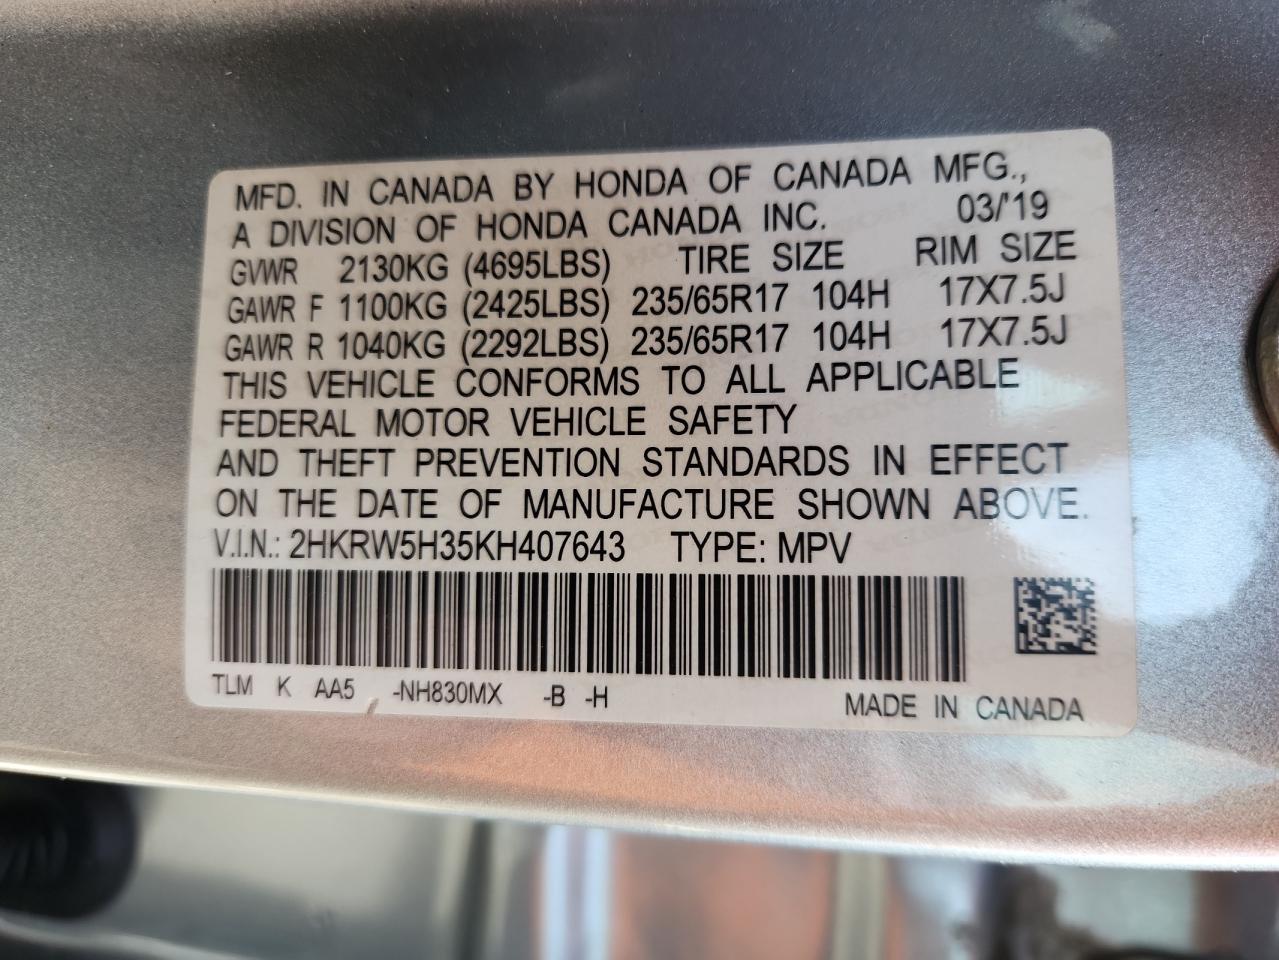 MFD. IN CANADA BY HONDA OF CANADA MFG.,
A DIVISION OF HONDA CANADA INC. 03/'19
GVWR 2130KG (4695LBS) TIRE SIZE RIM SIZE
GAWR F 1100KG (2425LBS) 235/65R17 104H 17X7.5J
GAWR R 1040KG (2292LBS) 235/65R17 104H 17X7.5J
THIS VEHICLE CONFORMS TO ALL APPLICABLE
FEDERAL MOTOR VEHICLE SAFETY
AND THEFT PREVENTION STANDARDS IN EFFECT
ON THE DATE OF MANUFACTURE SHOWN ABOVE.
V.I.N.: 2HKRW5H35KH407643 TYPE: MPV
TLM K AA5 -NH830MX -B -H
MADE IN CANADA